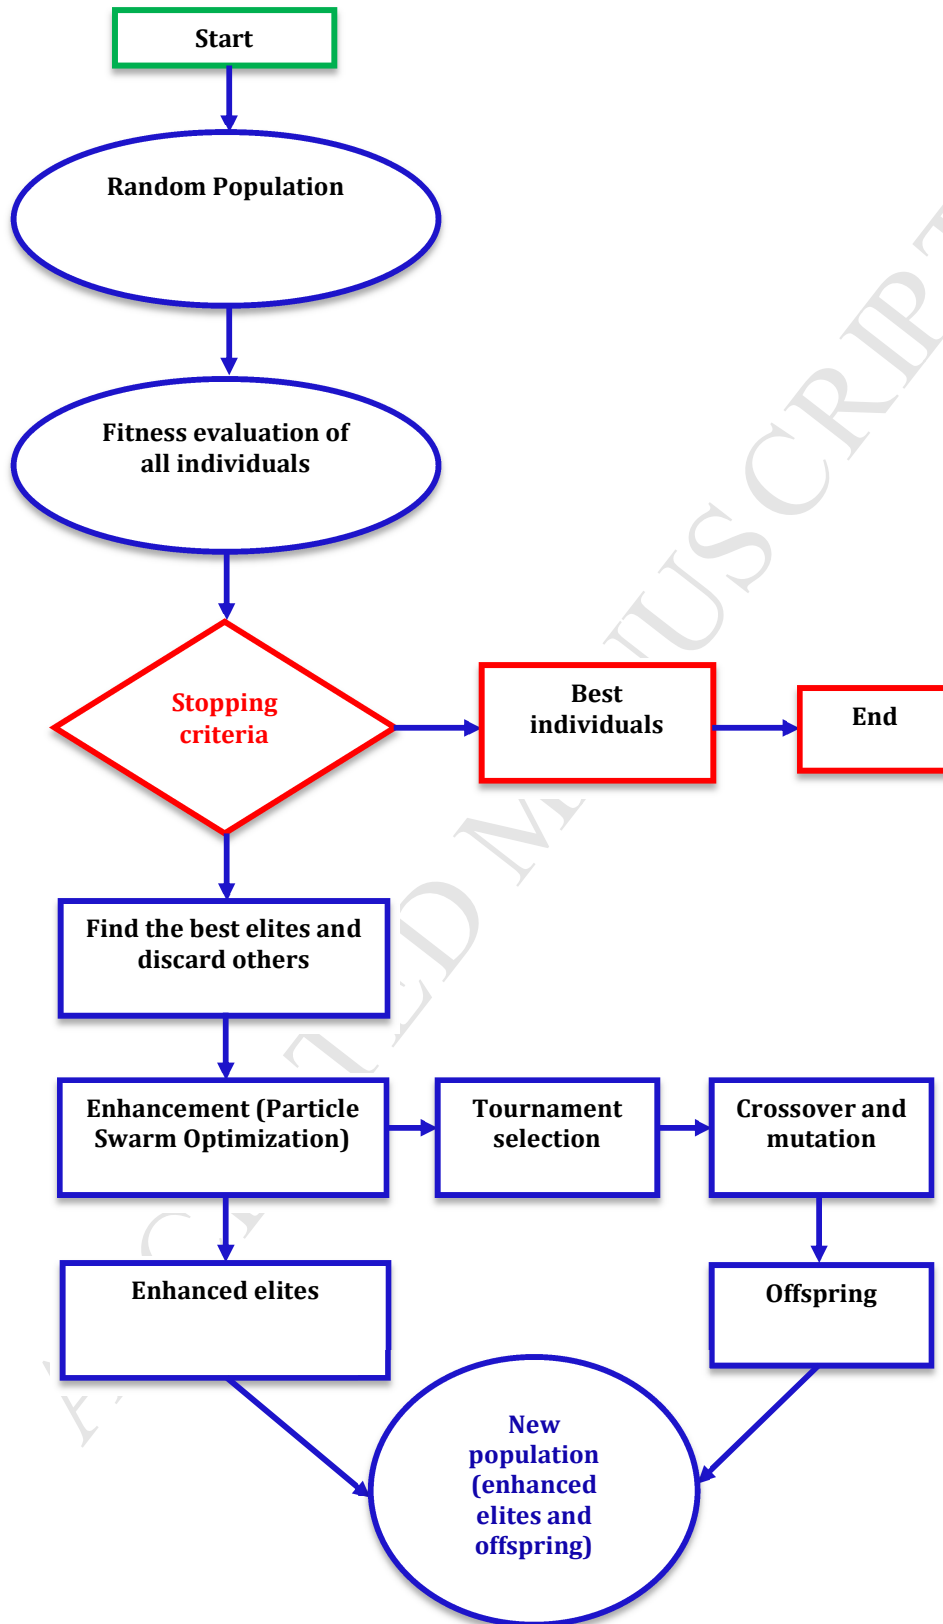 Start
Random Population
Fitness evaluation of
all individuals
Stopping
criteria
Best
individuals
End
Find the best elites and
discard others
Enhancement (Particle
Swarm Optimization)
Tournament
selection
Crossover and
mutation
Enhanced elites
Offspring
New
population
(enhanced
elites and
offspring)